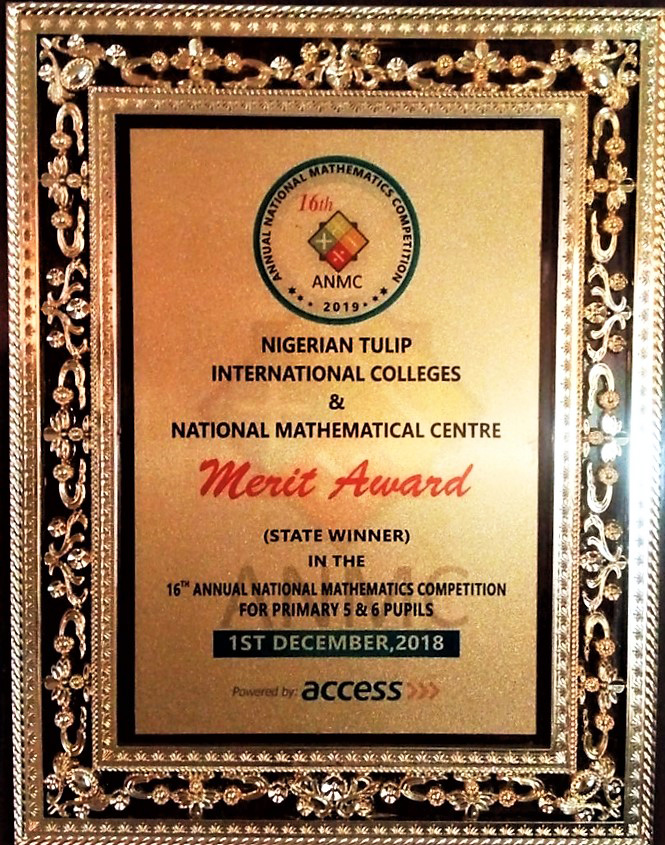 ANNUAL NATIONAL MATHEMATICS COMPETITION
16th
ANMC
2019
NIGERIAN TULIP
INTERNATIONAL COLLEGES
&
NATIONAL MATHEMATICAL CENTRE
Merit Award
(STATE WINNER)
IN THE
16TH ANNUAL NATIONAL MATHEMATICS COMPETITION
FOR PRIMARY 5 & 6 PUPILS
ANMC
1ST DECEMBER,2018
Powered by: access